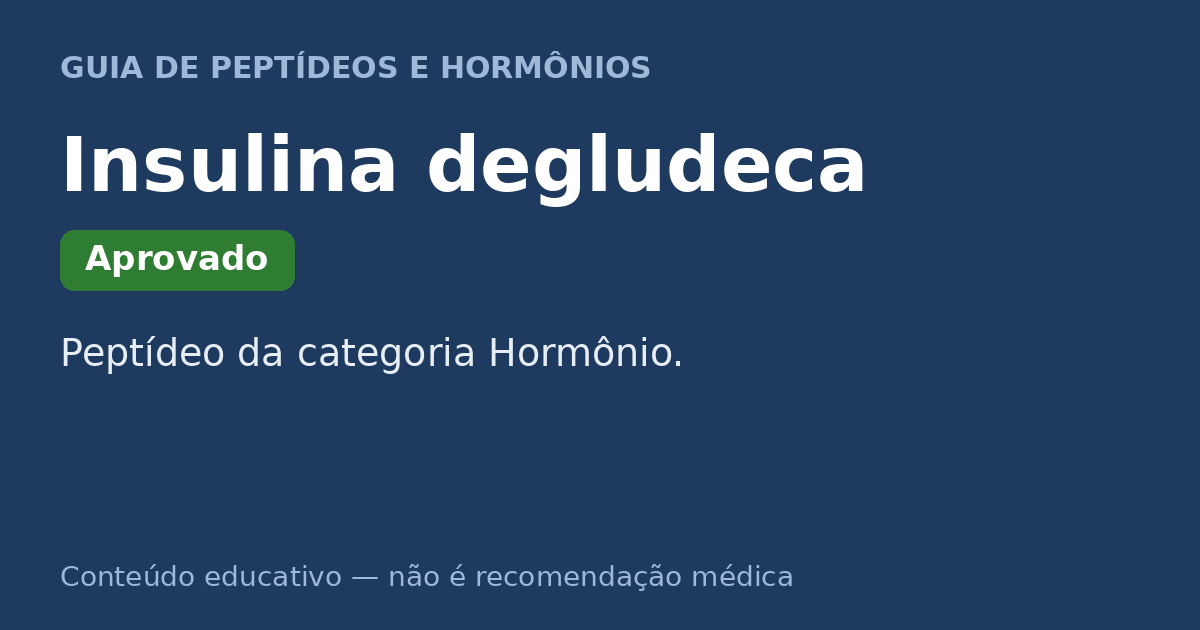 GUIA DE PEPTÍDEOS E HORMÔNIOS
Insulina degludeca
Aprovado
Peptídeo da categoria Hormônio.
Conteúdo educativo — não é recomendação médica